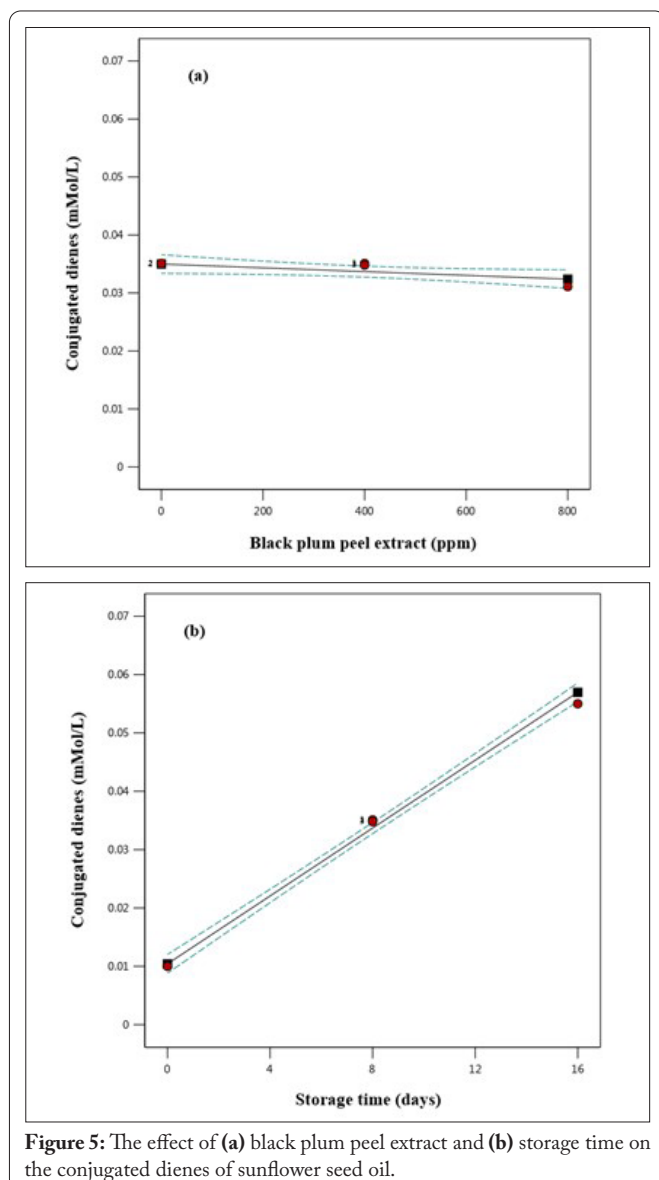 (a)
0.07
0.06
0.05
0.04
0.03
0.02
0.01
0
Conjugated dienes (mMol/L)
2
3
0 200 400 600 800
Black plum peel extract (ppm)
(b)
0.07
0.06
0.05
0.04
0.03
0.02
0.01
0
Conjugated dienes (mMol/L)
0 4 8 12 16
Storage time (days)
Figure 5: The effect of (a) black plum peel extract and (b) storage time on
the conjugated dienes of sunflower seed oil.